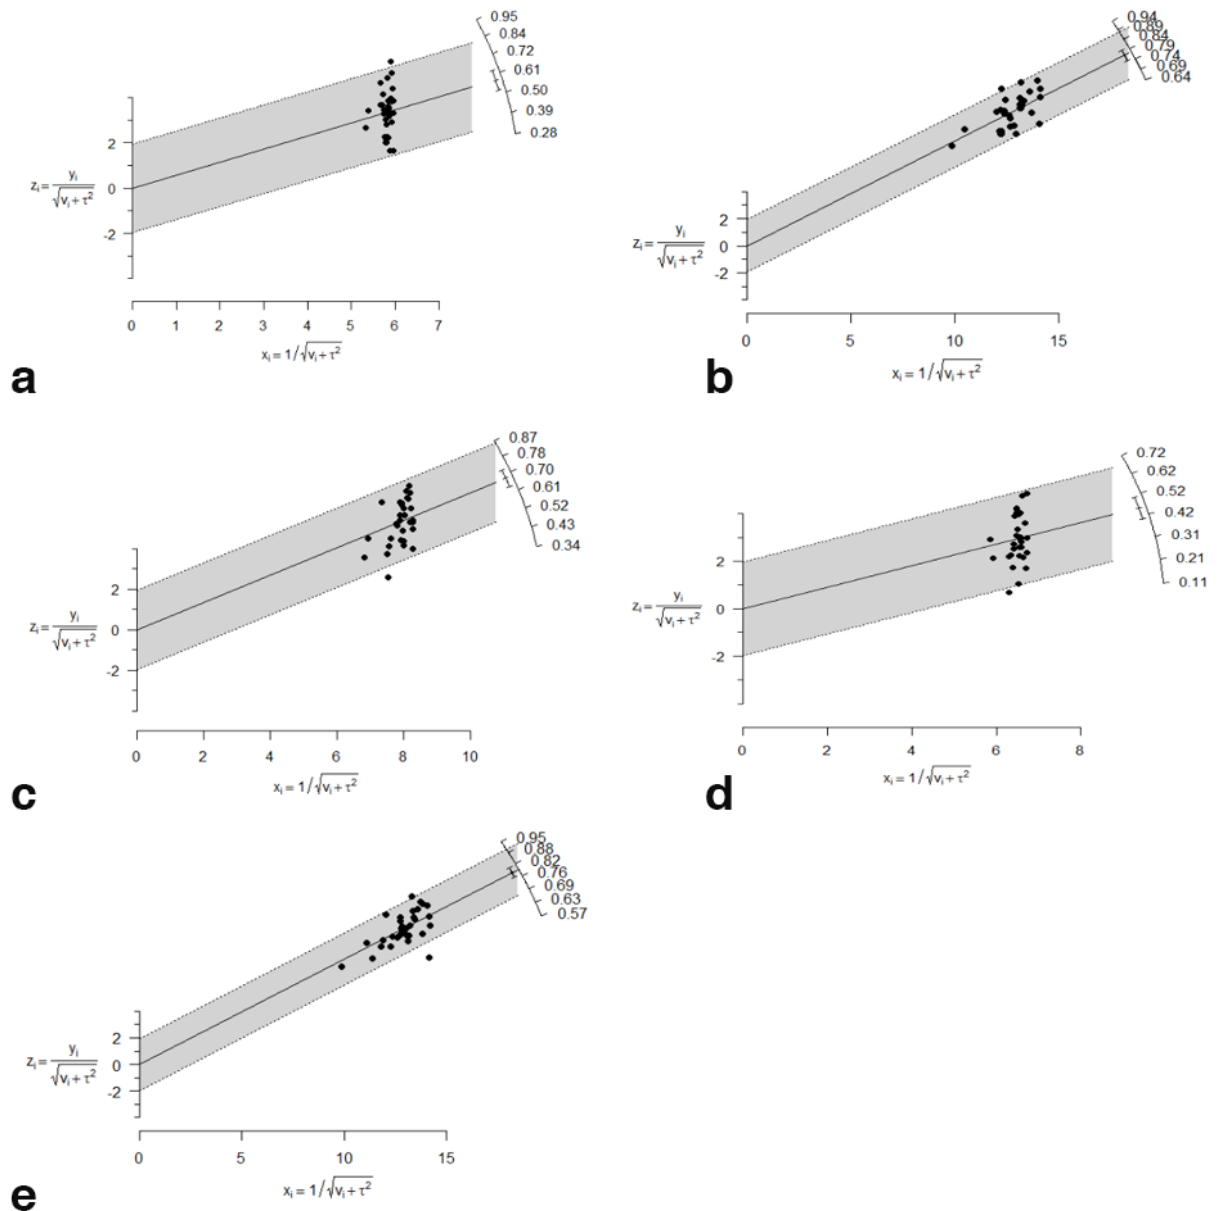 0.95
0.84
0.72
0.61
0.50
0.39
0.28
2
0
-2
zᵢ = yᵢ / √(vᵢ + τ²)
0 1 2 3 4 5 6 7
xᵢ = 1/√(vᵢ + τ²)
a
0.94
0.89
0.84
0.79
0.74
0.69
0.64
2
0
-2
zᵢ = yᵢ / √(vᵢ + τ²)
0 5 10 15
xᵢ = 1/√(vᵢ + τ²)
b
0.87
0.78
0.70
0.61
0.52
0.43
0.34
2
0
-2
zᵢ = yᵢ / √(vᵢ + τ²)
0 2 4 6 8 10
xᵢ = 1/√(vᵢ + τ²)
c
0.72
0.62
0.52
0.42
0.31
0.21
0.11
2
0
-2
zᵢ = yᵢ / √(vᵢ + τ²)
0 2 4 6 8
xᵢ = 1/√(vᵢ + τ²)
d
0.95
0.88
0.82
0.76
0.69
0.63
0.57
2
0
-2
zᵢ = yᵢ / √(vᵢ + τ²)
0 5 10 15
xᵢ = 1/√(vᵢ + τ²)
e